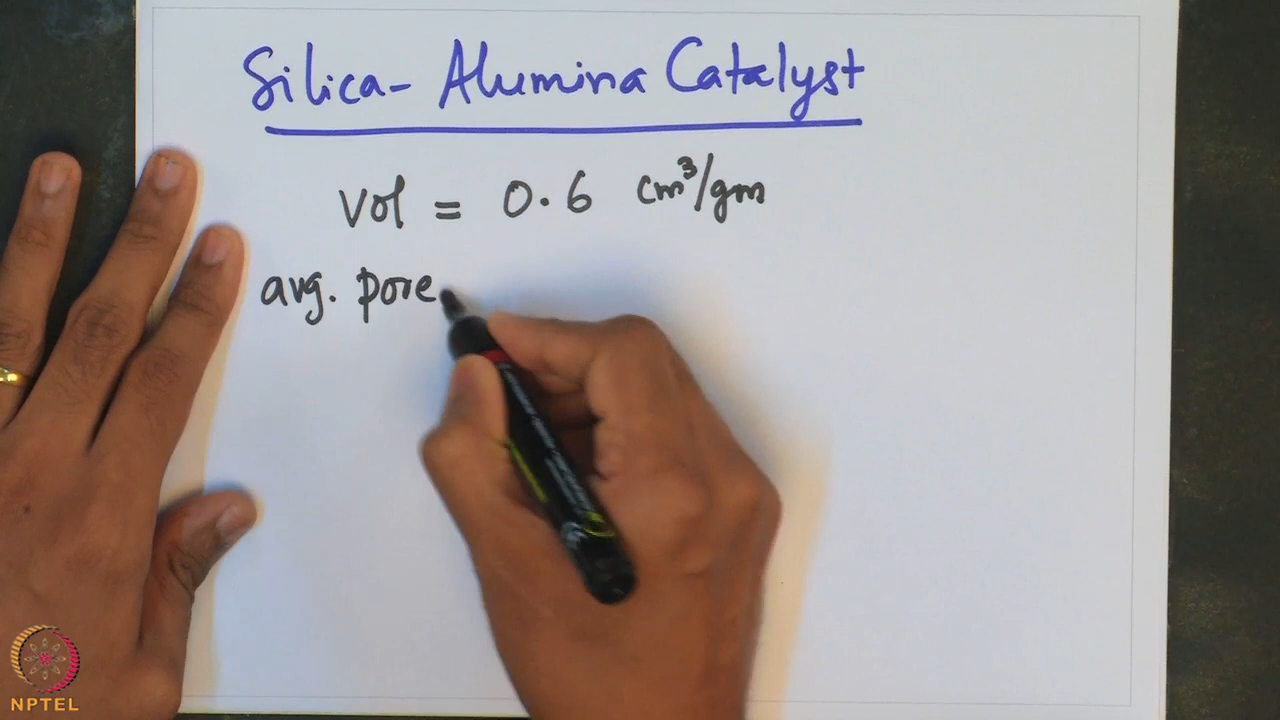 Silica-Alumina Catalyst
Vol = 0.6 cm³/gm
avg. pore
NPTEL